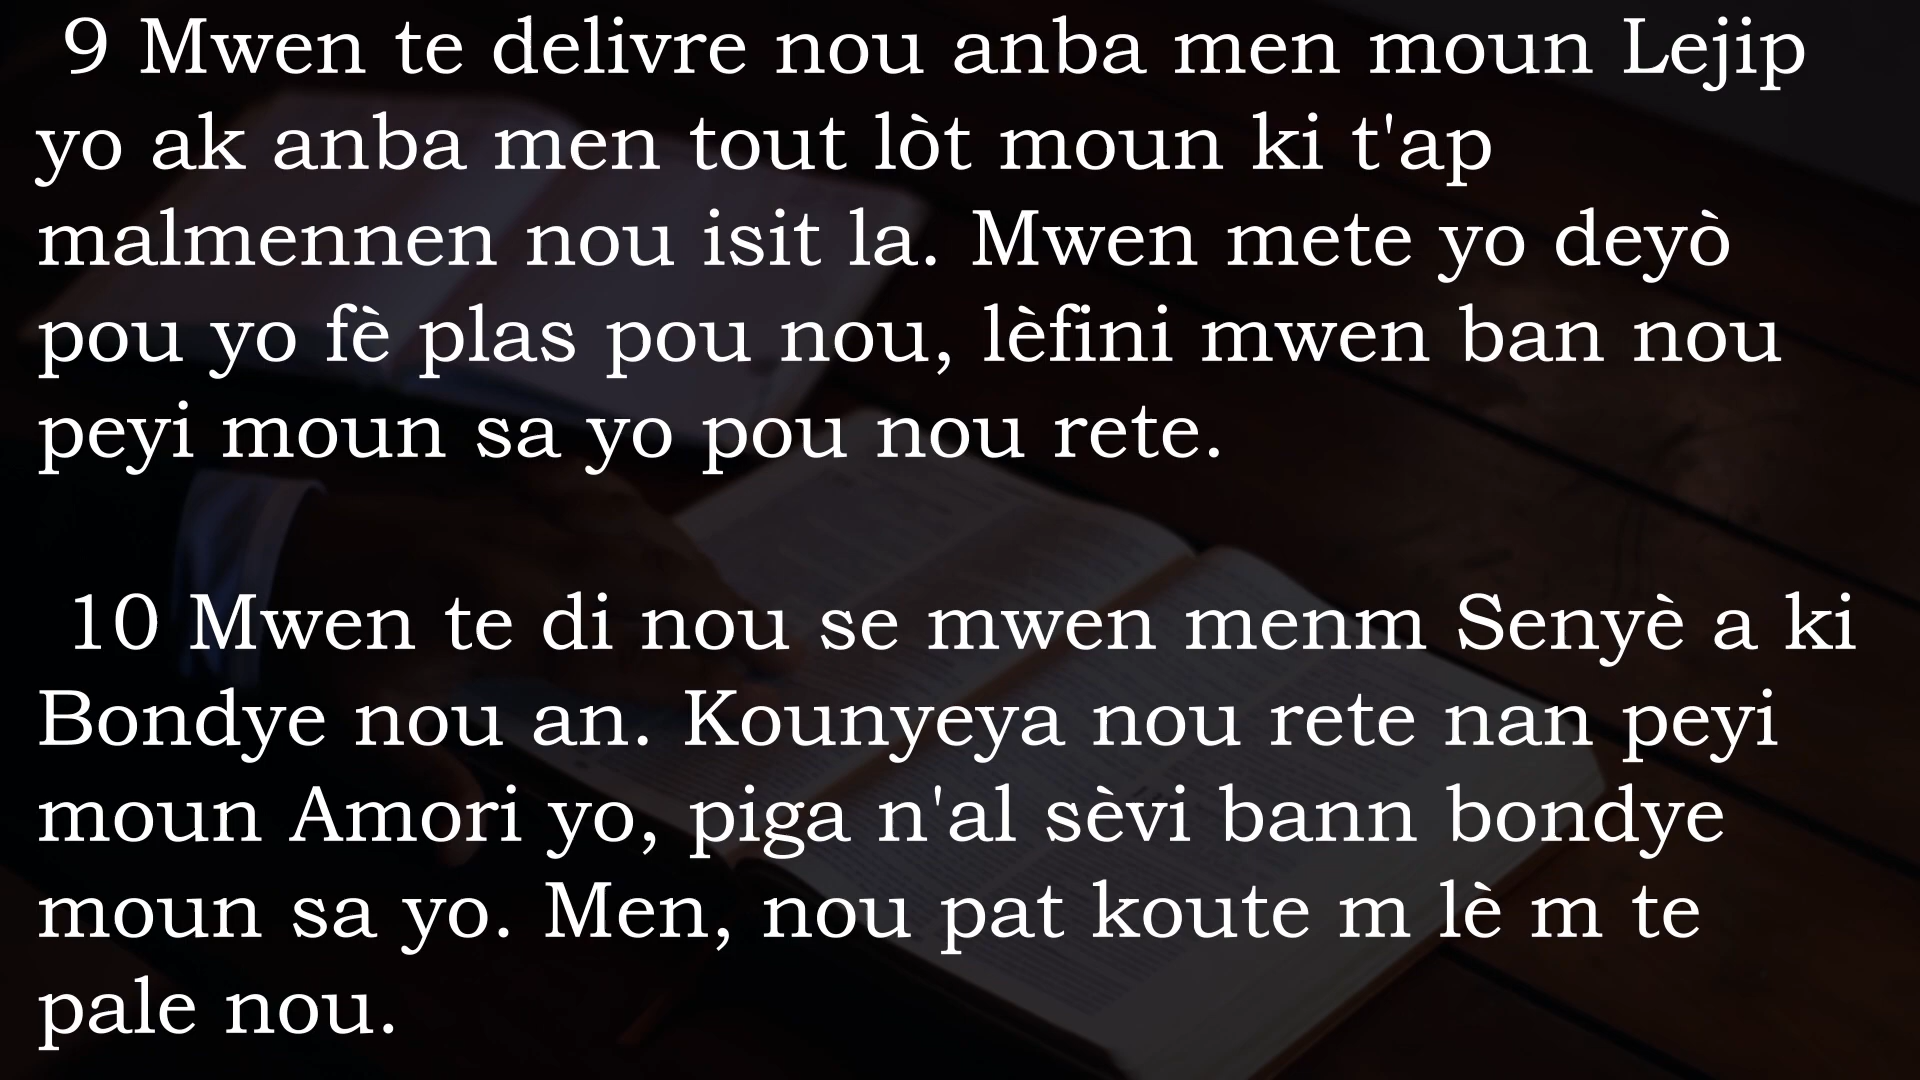 9 Mwen te delivre nou anba men moun Lejip
yo ak anba men tout lòt moun ki t'ap
malmennen nou isit la. Mwen mete yo deyò
pou yo fè plas pou nou, lèfini mwen ban nou
peyi moun sa yo pou nou rete.
10 Mwen te di nou se mwen menm Senyè a ki
Bondye nou an. Kounyeya nou rete nan peyi
moun Amori yo, piga n'al sèvi bann bondye
moun sa yo. Men, nou pat koute m lè m te
pale nou.